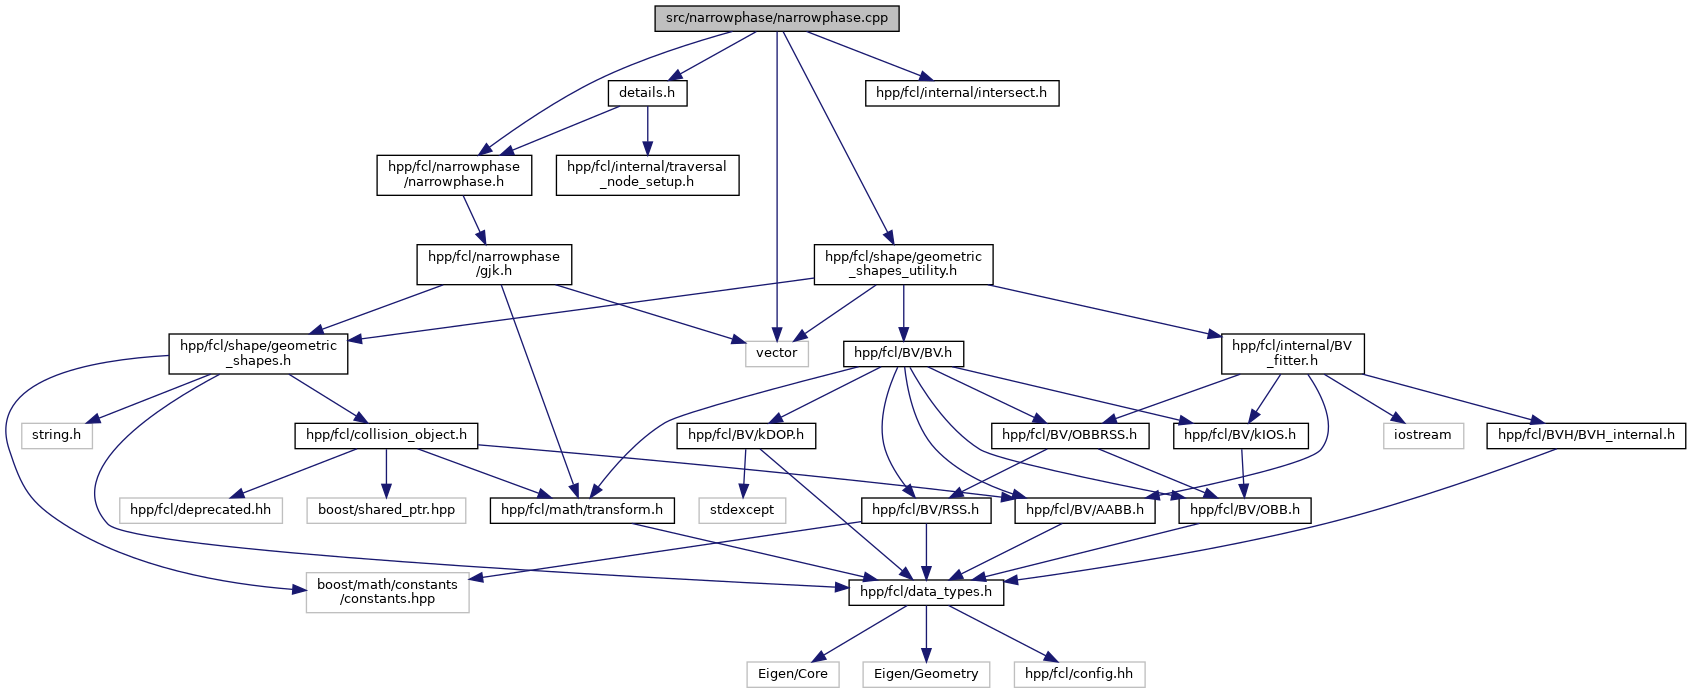 src/narrowphase/narrowphase.cpp
details.h
hpp/fcl/internal/intersect.h
hpp/fcl/narrowphase
/narrowphase.h
hpp/fcl/internal/traversal
_node_setup.h
hpp/fcl/narrowphase
/gjk.h
hpp/fcl/shape/geometric
_shapes_utility.h
hpp/fcl/shape/geometric
_shapes.h
vector
hpp/fcl/BV/BV.h
hpp/fcl/internal/BV
_fitter.h
string.h
hpp/fcl/collision_object.h
hpp/fcl/BV/kDOP.h
hpp/fcl/BV/OBBRSS.h
hpp/fcl/BV/kIOS.h
iostream
hpp/fcl/BVH/BVH_internal.h
hpp/fcl/deprecated.hh
boost/shared_ptr.hpp
hpp/fcl/math/transform.h
stdexcept
hpp/fcl/BV/RSS.h
hpp/fcl/BV/AABB.h
hpp/fcl/BV/OBB.h
boost/math/constants
/constants.hpp
hpp/fcl/data_types.h
Eigen/Core
Eigen/Geometry
hpp/fcl/config.hh